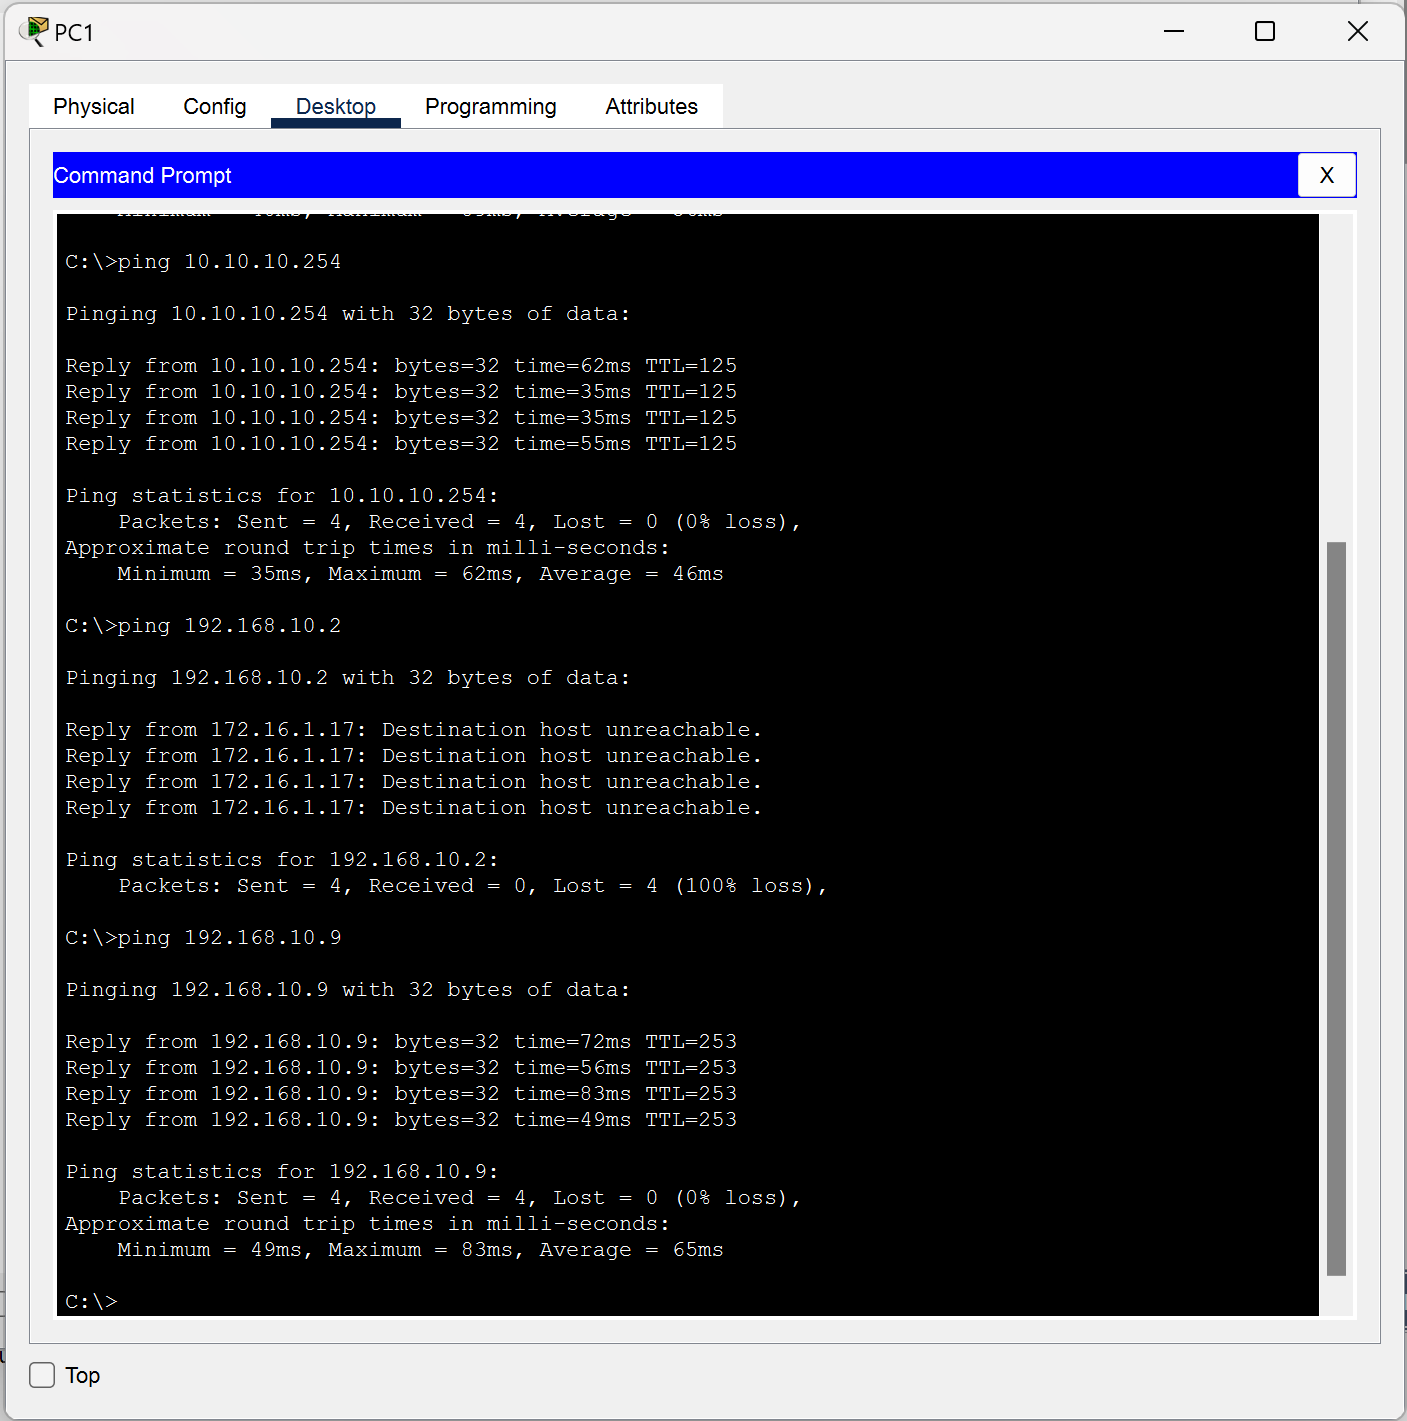 PC1
Physical Config Desktop Programming Attributes
Command Prompt X
C:\>ping 10.10.10.254
Pinging 10.10.10.254 with 32 bytes of data:
Reply from 10.10.10.254: bytes=32 time=62ms TTL=125
Reply from 10.10.10.254: bytes=32 time=35ms TTL=125
Reply from 10.10.10.254: bytes=32 time=35ms TTL=125
Reply from 10.10.10.254: bytes=32 time=55ms TTL=125
Ping statistics for 10.10.10.254:
Packets: Sent = 4, Received = 4, Lost = 0 (0% loss),
Approximate round trip times in milli-seconds:
Minimum = 35ms, Maximum = 62ms, Average = 46ms
C:\>ping 192.168.10.2
Pinging 192.168.10.2 with 32 bytes of data:
Reply from 172.16.1.17: Destination host unreachable.
Reply from 172.16.1.17: Destination host unreachable.
Reply from 172.16.1.17: Destination host unreachable.
Reply from 172.16.1.17: Destination host unreachable.
Ping statistics for 192.168.10.2:
Packets: Sent = 4, Received = 0, Lost = 4 (100% loss),
C:\>ping 192.168.10.9
Pinging 192.168.10.9 with 32 bytes of data:
Reply from 192.168.10.9: bytes=32 time=72ms TTL=253
Reply from 192.168.10.9: bytes=32 time=56ms TTL=253
Reply from 192.168.10.9: bytes=32 time=83ms TTL=253
Reply from 192.168.10.9: bytes=32 time=49ms TTL=253
Ping statistics for 192.168.10.9:
Packets: Sent = 4, Received = 4, Lost = 0 (0% loss),
Approximate round trip times in milli-seconds:
Minimum = 49ms, Maximum = 83ms, Average = 65ms
C:\>
Top